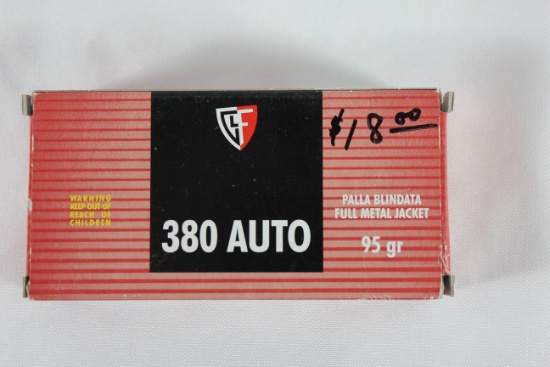 GF
$18.00
WARNING
KEEP OUT OF
REACH OF
CHILDREN
380 AUTO
PALLA BLINDATA
FULL METAL JACKET
95 gr